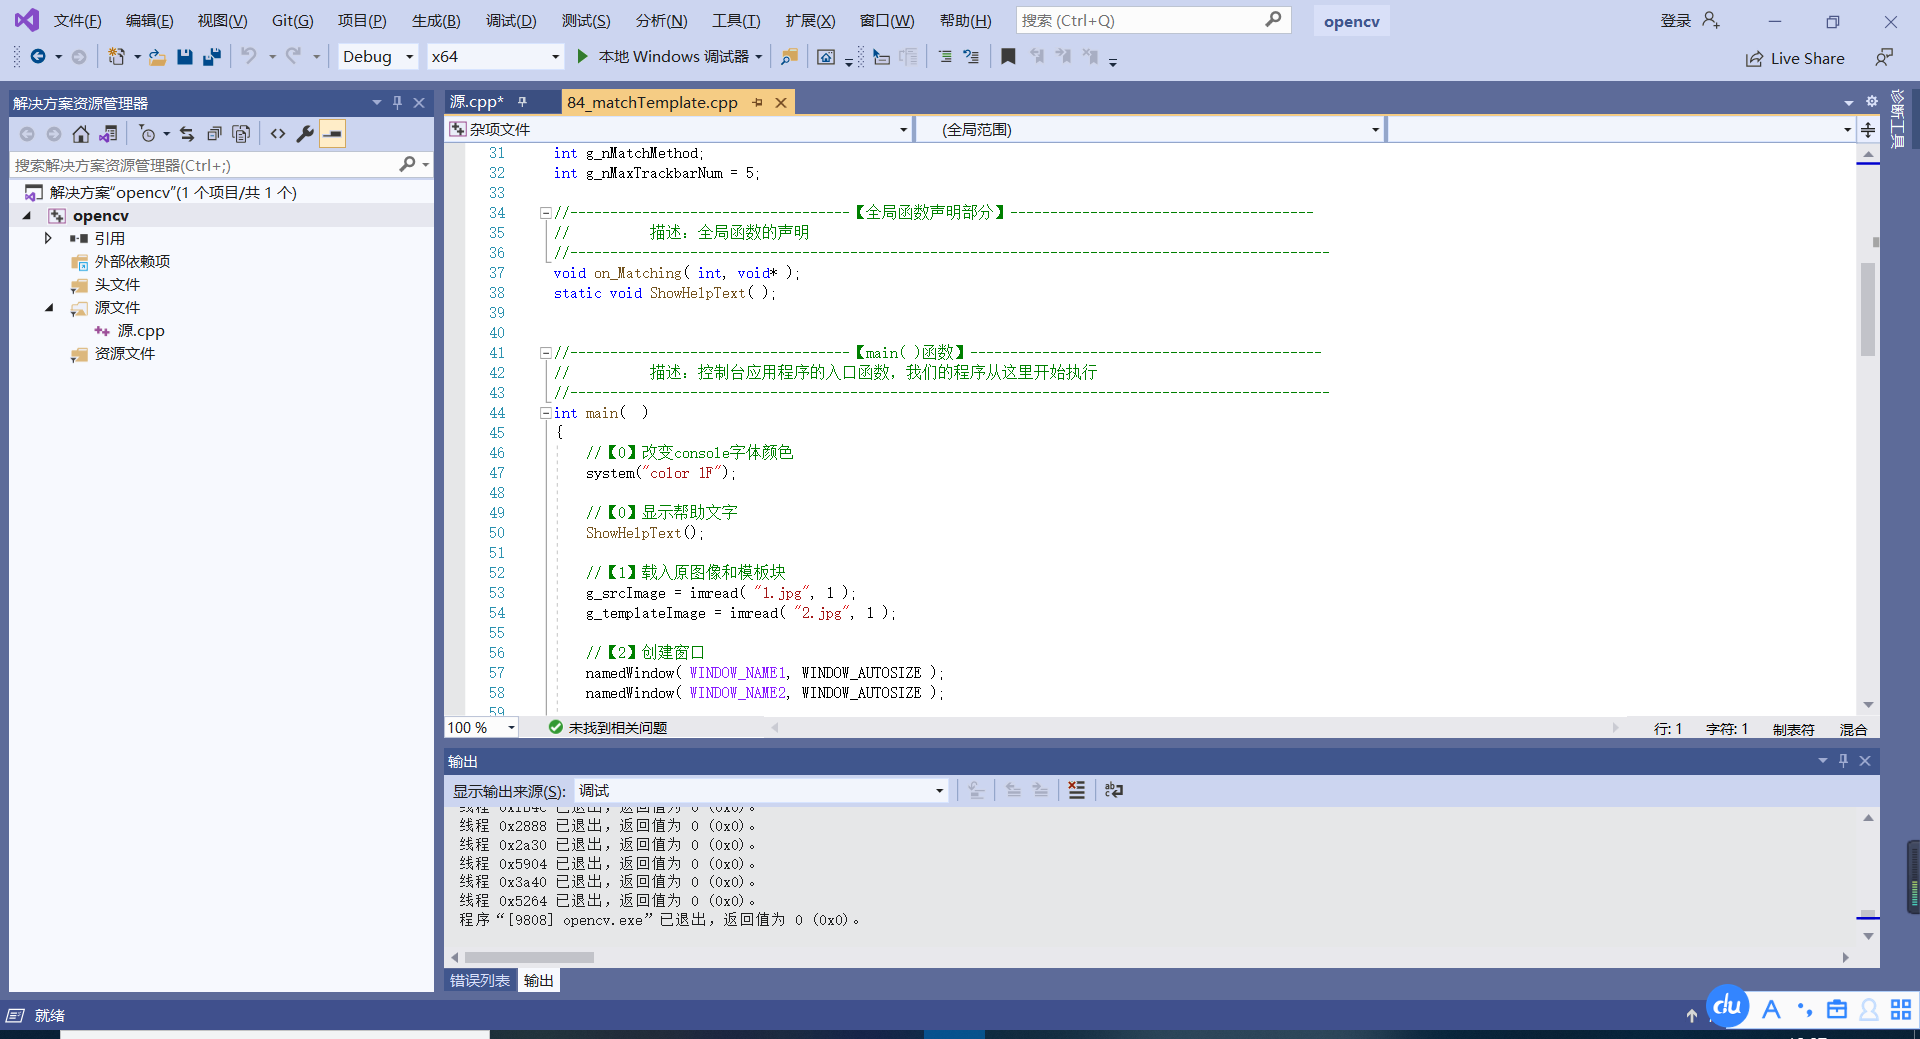 文件(F) 编辑(E) 视图(V) Git(G) 项目(P) 生成(B) 调试(D) 测试(S) 分析(N) 工具(T) 扩展(X) 窗口(W) 帮助(H) 搜索 (Ctrl+Q) opencv 登录
Debug x64 本地 Windows 调试器 Live Share
解决方案资源管理器
搜索解决方案资源管理器(Ctrl+;)
解决方案"opencv"(1 个项目/共 1 个)
opencv
引用
外部依赖项
头文件
源文件
源.cpp
资源文件
源.cpp* 84_matchTemplate.cpp
杂项文件 (全局范围)
31 int g_nMatchMethod;
32 int g_nMaxTrackbarNum = 5;
33
34 //-----------------------------------【全局函数声明部分】--------------------------------------
35 // 描述：全局函数的声明
36 //-----------------------------------------------------------------------------------------------
37 void on_Matching( int, void* );
38 static void ShowHelpText( );
39
40
41 //-----------------------------------【main( )函数】--------------------------------------------
42 // 描述：控制台应用程序的入口函数，我们的程序从这里开始执行
43 //-----------------------------------------------------------------------------------------------
44 int main(  )
45 {
46 //【0】改变console字体颜色
47 system("color 1F");
48
49 //【0】显示帮助文字
50 ShowHelpText();
51
52 //【1】载入原图像和模板块
53 g_srcImage = imread( "1.jpg", 1 );
54 g_templateImage = imread( "2.jpg", 1 );
55
56 //【2】创建窗口
57 namedWindow( WINDOW_NAME1, WINDOW_AUTOSIZE );
58 namedWindow( WINDOW_NAME2, WINDOW_AUTOSIZE );
59
100 % 未找到相关问题 行: 1 字符: 1 制表符 混合
诊断工具
输出
显示输出来源(S): 调试
线程 0x1b4c 已退出，返回值为 0 (0x0)。
线程 0x2888 已退出，返回值为 0 (0x0)。
线程 0x2a30 已退出，返回值为 0 (0x0)。
线程 0x5904 已退出，返回值为 0 (0x0)。
线程 0x3a40 已退出，返回值为 0 (0x0)。
线程 0x5264 已退出，返回值为 0 (0x0)。
程序“[9808] opencv.exe”已退出，返回值为 0 (0x0)。
错误列表 输出
就绪
du A